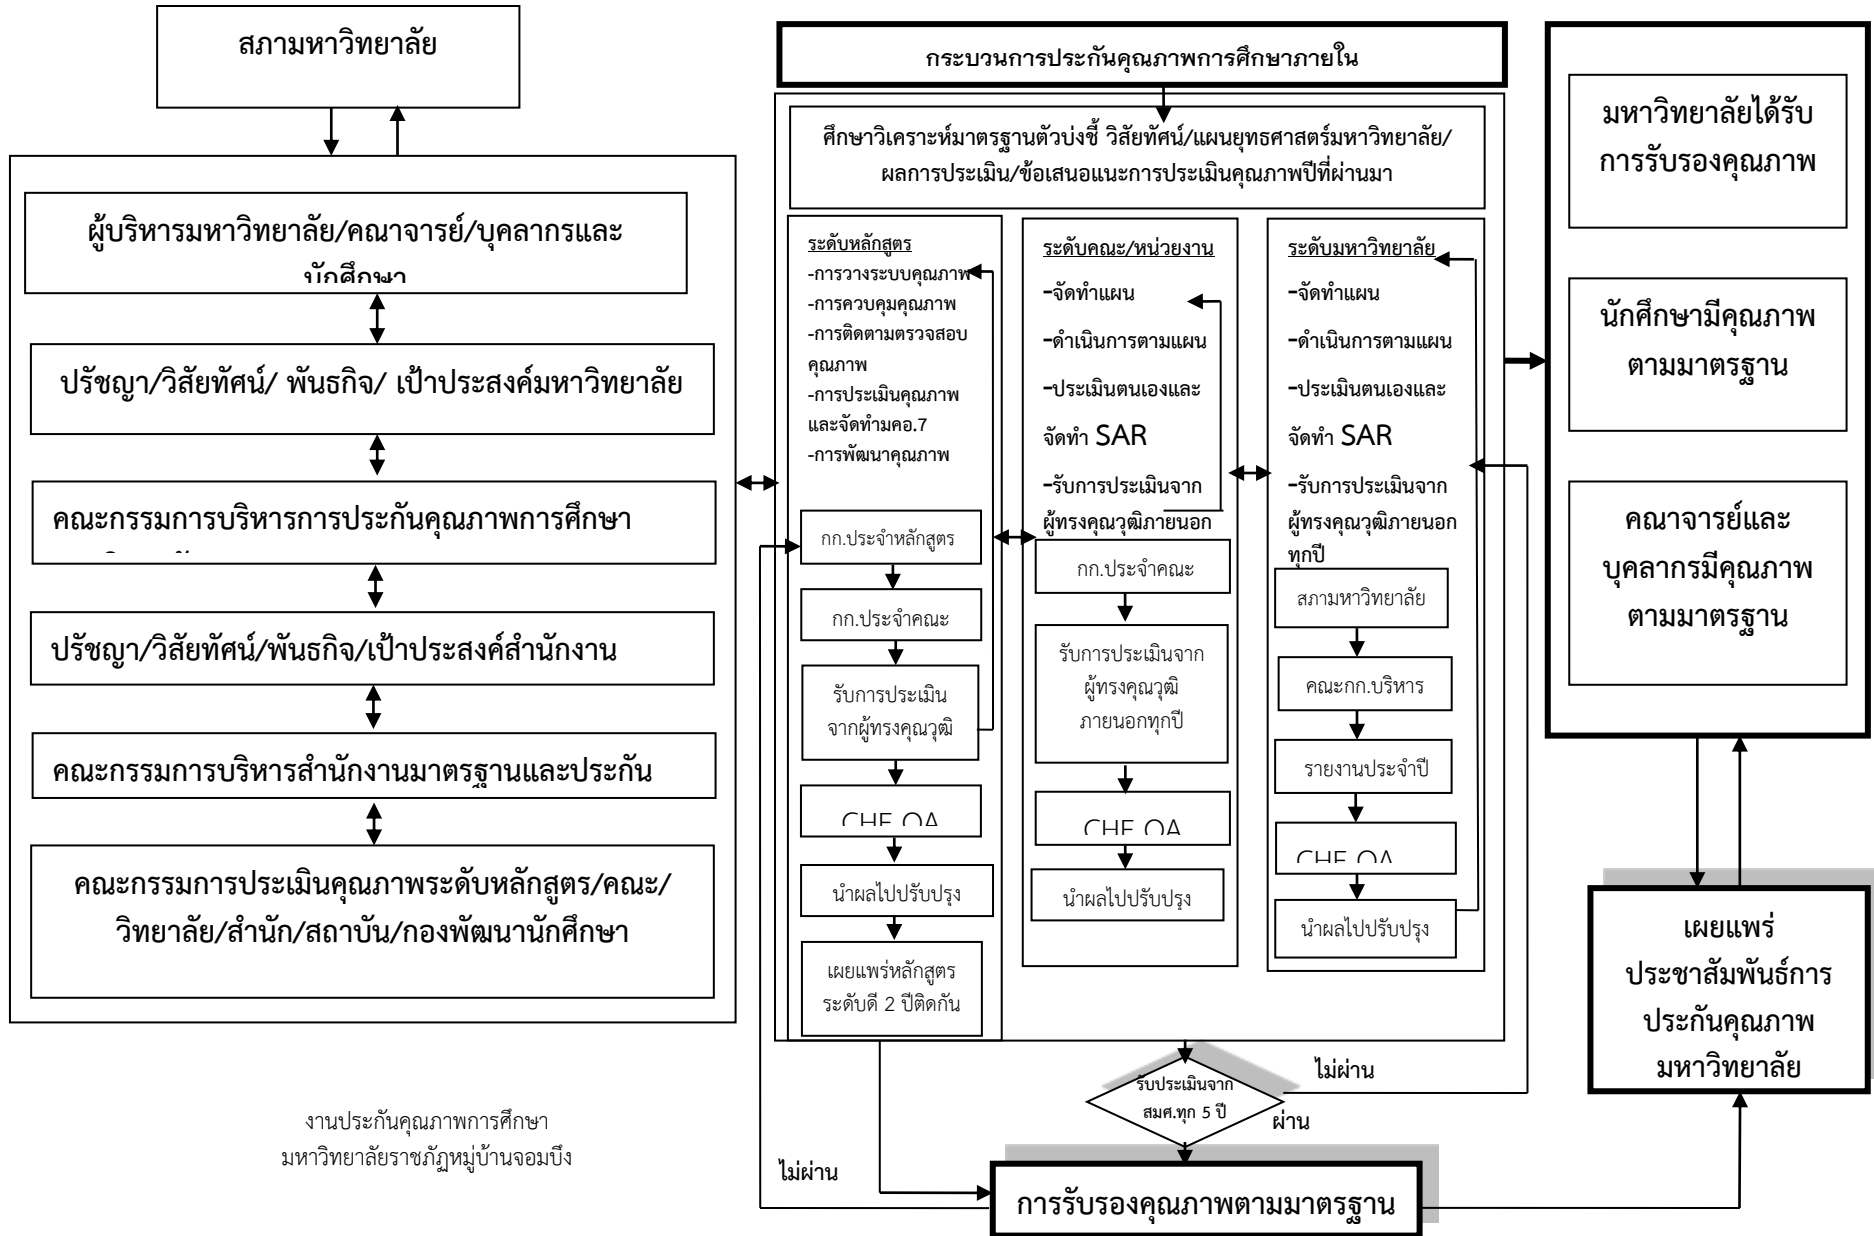 สภามหาวิทยาลัย
ผู้บริหารมหาวิทยาลัย/คณาจารย์/บุคลากรและ
นักศึกษา
ปรัชญา/วิสัยทัศน์/ พันธกิจ/ เป้าประสงค์มหาวิทยาลัย
คณะกรรมการบริหารการประกันคุณภาพการศึกษา
ปรัชญา/วิสัยทัศน์/พันธกิจ/เป้าประสงค์สำนักงาน
คณะกรรมการบริหารสำนักงานมาตรฐานและประกัน
คณะกรรมการประเมินคุณภาพระดับหลักสูตร/คณะ/
วิทยาลัย/สำนัก/สถาบัน/กองพัฒนานักศึกษา
งานประกันคุณภาพการศึกษา
มหาวิทยาลัยราชภัฏหมู่บ้านจอมบึง
กระบวนการประกันคุณภาพการศึกษาภายใน
ศึกษาวิเคราะห์มาตรฐานตัวบ่งชี้ วิสัยทัศน์/แผนยุทธศาสตร์มหาวิทยาลัย/
ผลการประเมิน/ข้อเสนอแนะการประเมินคุณภาพปีที่ผ่านมา
ระดับหลักสูตร
-การวางระบบคุณภาพ
-การควบคุมคุณภาพ
-การติดตามตรวจสอบ
คุณภาพ
-การประเมินคุณภาพ
และจัดทำมคอ.7
-การพัฒนาคุณภาพ
กก.ประจำหลักสูตร
กก.ประจำคณะ
รับการประเมิน
จากผู้ทรงคุณวุฒิ
CHE QA
นำผลไปปรับปรุง
เผยแพร่หลักสูตร
ระดับดี 2 ปีติดกัน
ระดับคณะ/หน่วยงาน
-จัดทำแผน
-ดำเนินการตามแผน
-ประเมินตนเองและ
จัดทำ SAR
-รับการประเมินจาก
ผู้ทรงคุณวุฒิภายนอก
กก.ประจำคณะ
รับการประเมินจาก
ผู้ทรงคุณวุฒิ
ภายนอกทุกปี
CHE QA
นำผลไปปรับปรุง
ระดับมหาวิทยาลัย
-จัดทำแผน
-ดำเนินการตามแผน
-ประเมินตนเองและ
จัดทำ SAR
-รับการประเมินจาก
ผู้ทรงคุณวุฒิภายนอก
ทุกปี
สภามหาวิทยาลัย
คณะกก.บริหาร
รายงานประจำปี
CHE QA
นำผลไปปรับปรุง
รับประเมินจาก
สมศ.ทุก 5 ปี
ไม่ผ่าน
ผ่าน
ไม่ผ่าน
การรับรองคุณภาพตามมาตรฐาน
มหาวิทยาลัยได้รับ
การรับรองคุณภาพ
นักศึกษามีคุณภาพ
ตามมาตรฐาน
คณาจารย์และ
บุคลากรมีคุณภาพ
ตามมาตรฐาน
เผยแพร่
ประชาสัมพันธ์การ
ประกันคุณภาพ
มหาวิทยาลัย